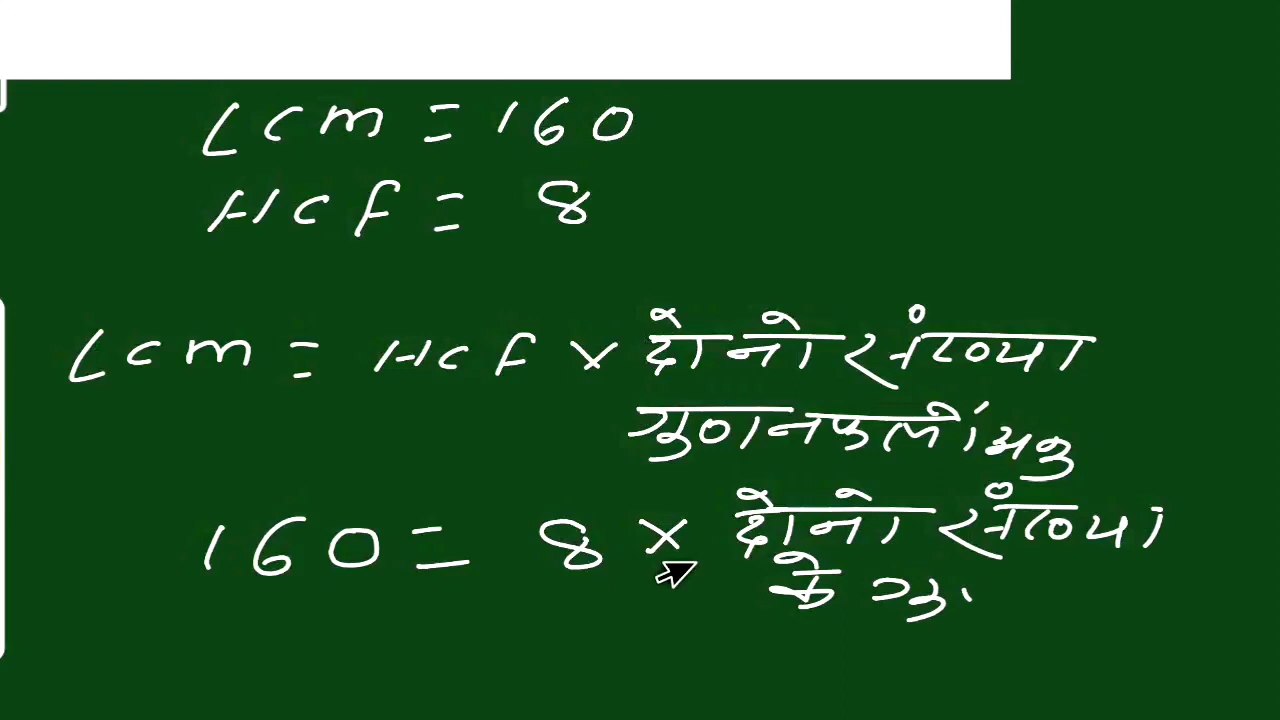 LCM = 160
HCF = 8
LCM = HCF × दोनो संख्या
गुणनफल
160 = 8 × दोनो संख्या
के